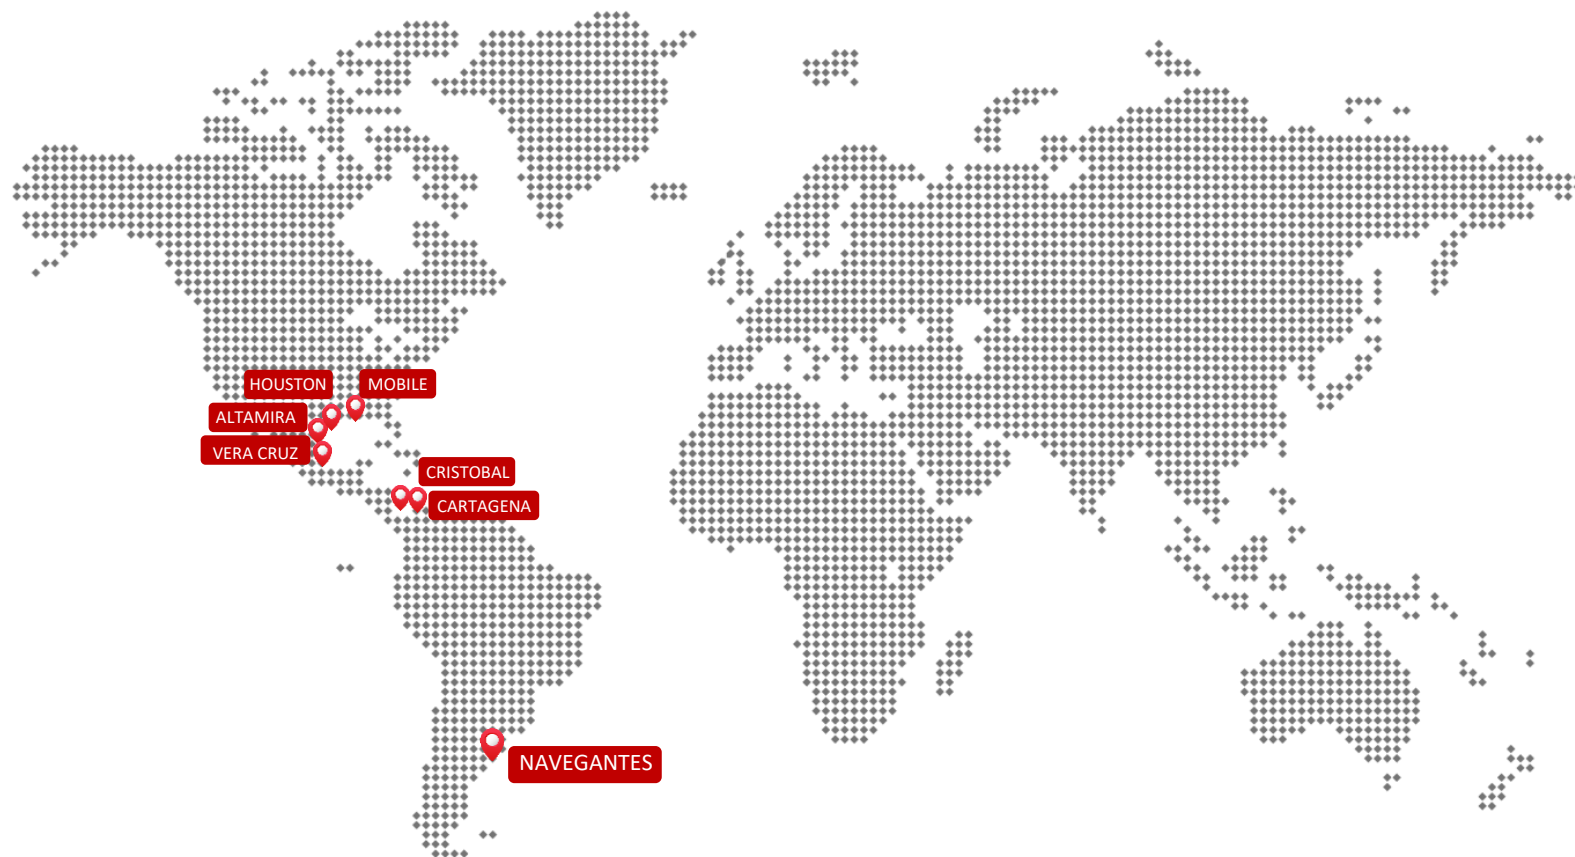 HOUSTON
MOBILE
ALTAMIRA
VERA CRUZ
CRISTOBAL
CARTAGENA
NAVEGANTES